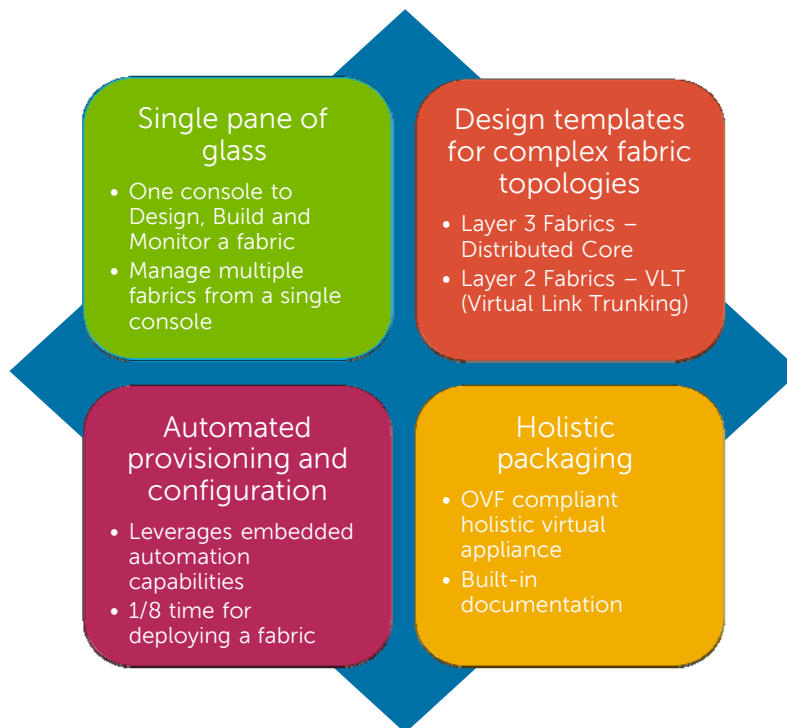 Single pane of
glass
• One console to
Design, Build and
Monitor a fabric
• Manage multiple
fabrics from a single
console
Design templates
for complex fabric
topologies
• Layer 3 Fabrics –
Distributed Core
• Layer 2 Fabrics – VLT
(Virtual Link Trunking)
Automated
provisioning and
configuration
• Leverages embedded
automation
capabilities
• 1/8 time for
deploying a fabric
Holistic
packaging
• OVF compliant
holistic virtual
appliance
• Built-in
documentation